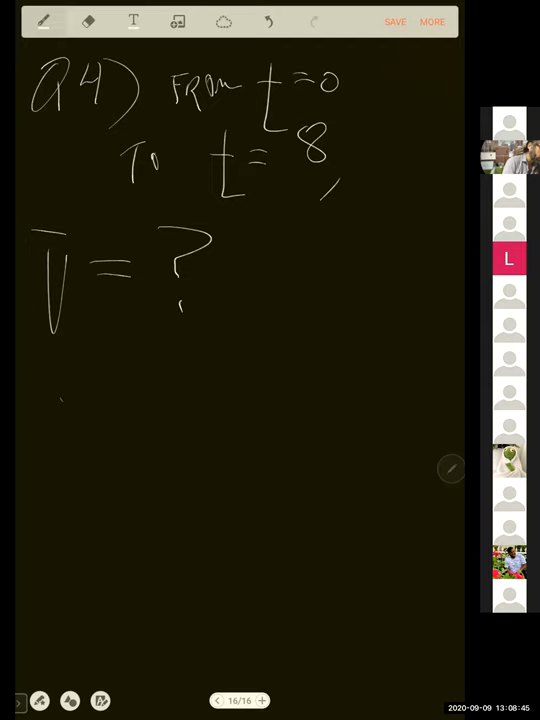 SAVE MORE
Q4) FROM t=0
TO t=8,
V̄ = ?
L
16/16
2020-09-09 13:08:45